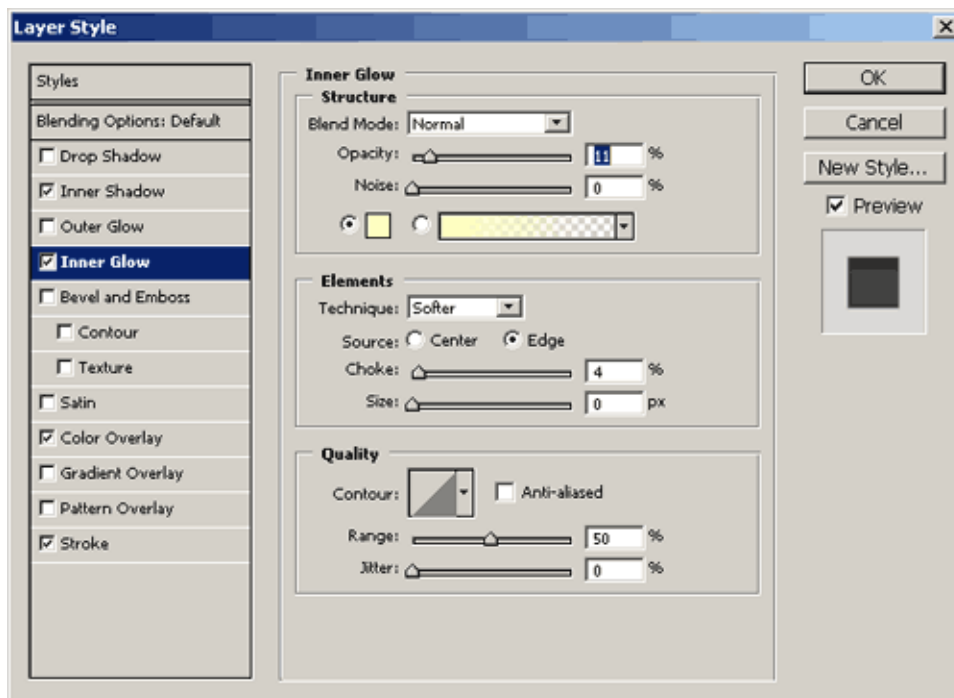 Layer Style
Styles
Blending Options: Default
Drop Shadow
Inner Shadow
Outer Glow
Inner Glow
Bevel and Emboss
Contour
Texture
Satin
Color Overlay
Gradient Overlay
Pattern Overlay
Stroke
Inner Glow
Structure
Blend Mode: Normal
Opacity: 11 %
Noise: 0 %
Elements
Technique: Softer
Source: Center Edge
Choke: 4 %
Size: 0 px
Quality
Contour: Anti-aliased
Range: 50 %
Jitter: 0 %
OK
Cancel
New Style...
Preview